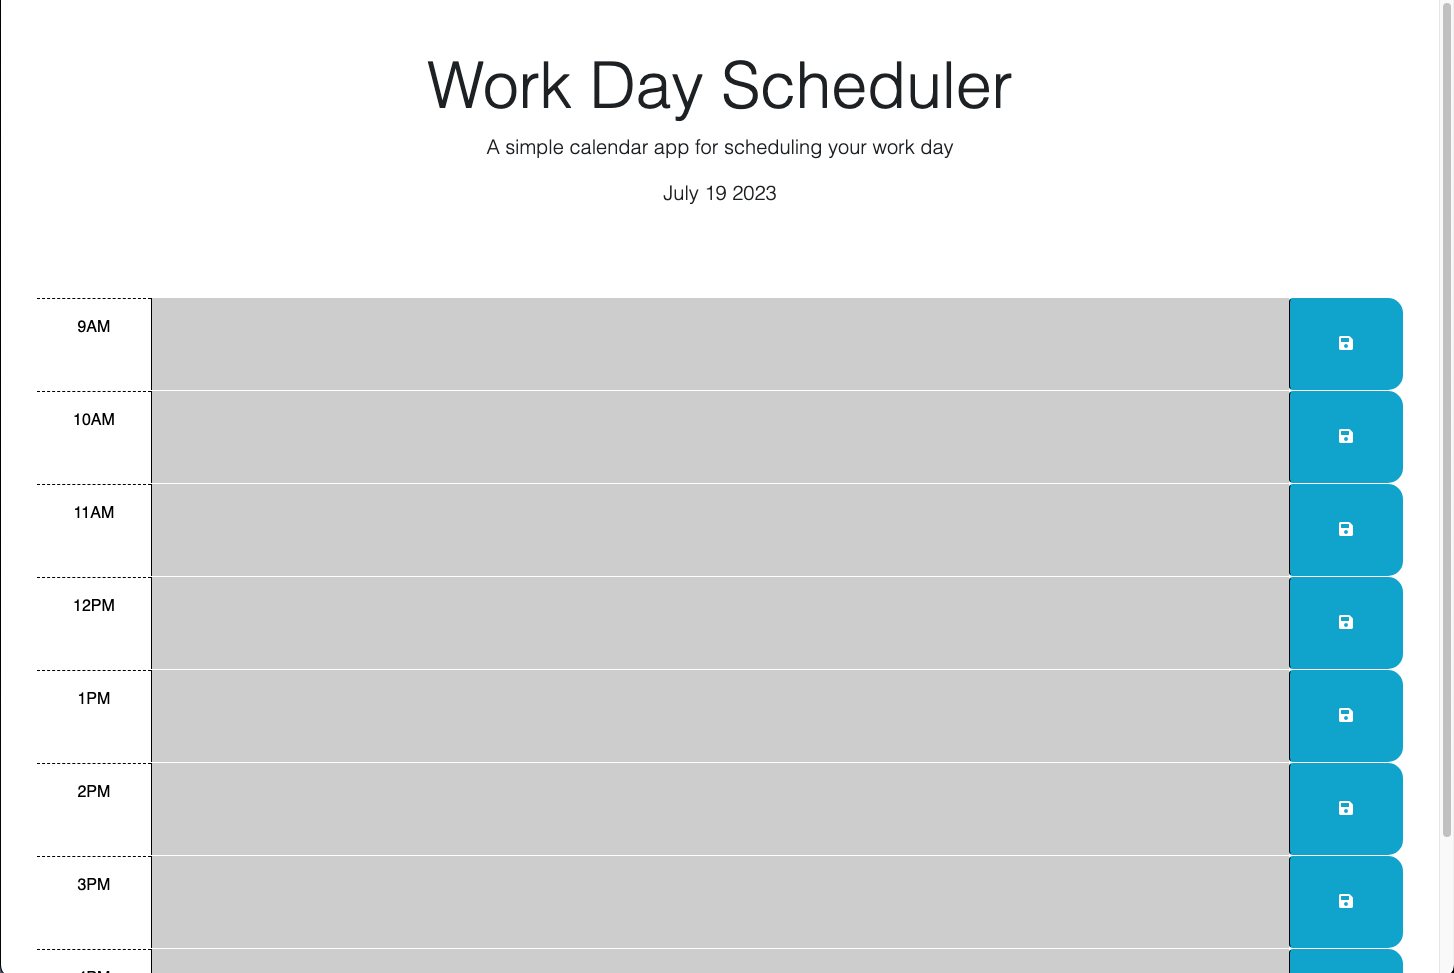 Work Day Scheduler
A simple calendar app for scheduling your work day
July 19 2023
9AM
10AM
11AM
12PM
1PM
2PM
3PM